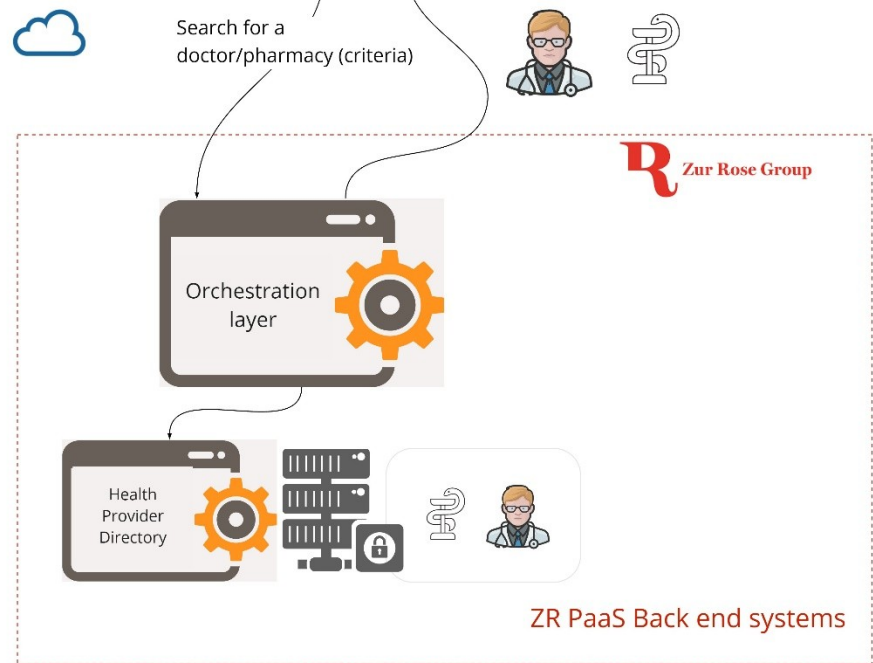 Search for a
doctor/pharmacy (criteria)
Zur Rose Group
Orchestration
layer
Health
Provider
Directory
ZR PaaS Back end systems